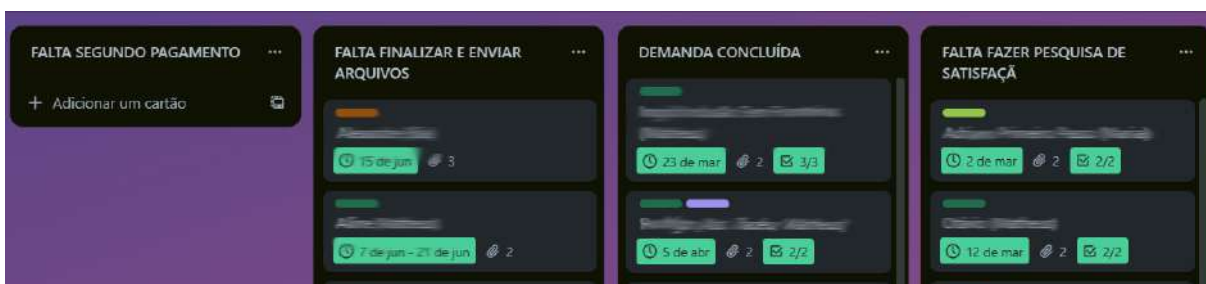 FALTA SEGUNDO PAGAMENTO
+ Adicionar um cartão
FALTA FINALIZAR E ENVIAR
ARQUIVOS
15 de jun 3
7 de jun - 21 de jun 2
DEMANDA CONCLUÍDA
23 de mar 2 3/3
5 de abr 2 2/2
FALTA FAZER PESQUISA DE
SATISFAÇÃ
2 de mar 2 2/2
12 de mar 2 2/2